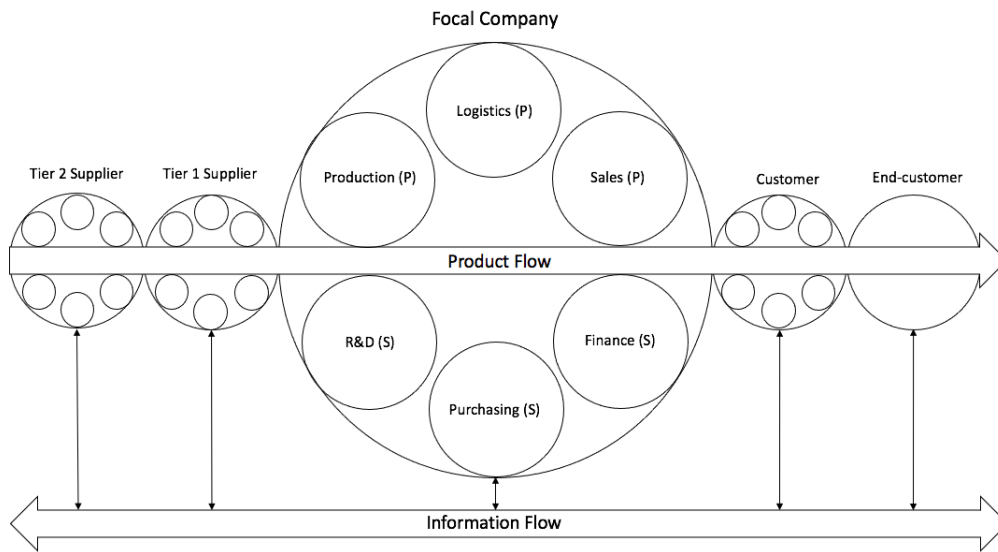 Focal Company
Logistics (P)
Production (P)
Sales (P)
Tier 2 Supplier
Tier 1 Supplier
Customer
End-customer
Product Flow
R&D (S)
Finance (S)
Purchasing (S)
Information Flow